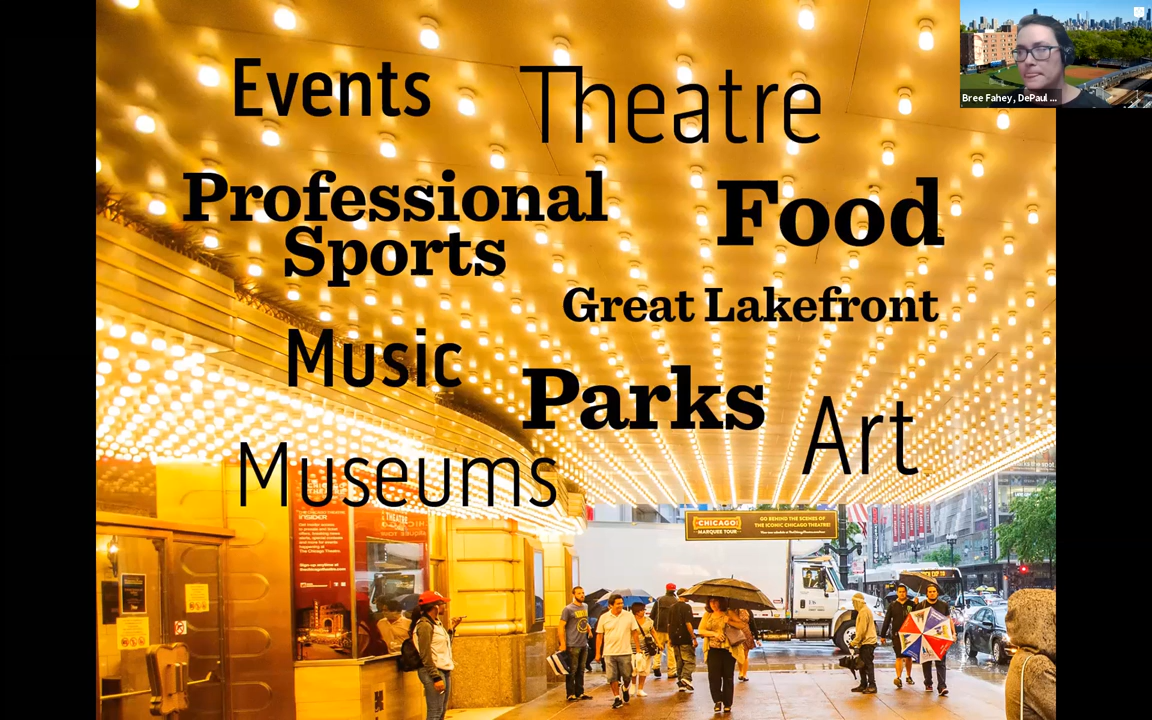 Bree Fahey, DePaul ...
Events
Theatre
Professional
Sports
Food
Great Lakefront
Music
Parks
Art
Museums
CHICAGO
MARQUEE TOUR
GO BEHIND THE SCENES OF
THE ICONIC CHICAGO THEATRE!
INSIDER